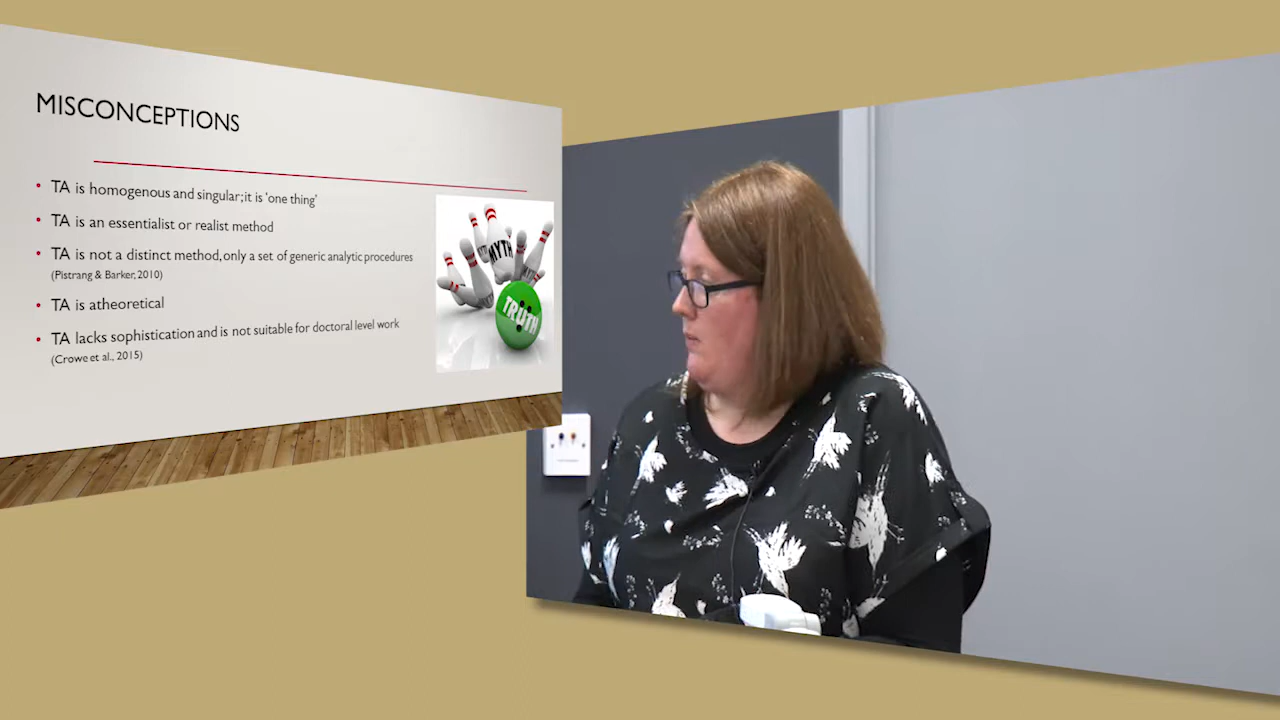 MISCONCEPTIONS
TA is homogenous and singular; it is 'one thing'
TA is an essentialist or realist method
TA is not a distinct method, only a set of generic analytic procedures
(Pistrang & Barker, 2010)
TA is atheoretical
TA lacks sophistication and is not suitable for doctoral level work
(Crowe et al., 2015)
MYTH
TRUTH